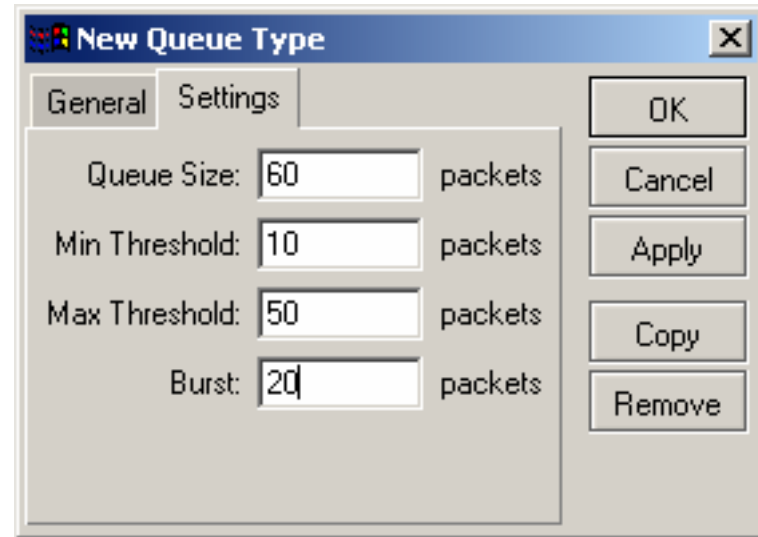 New Queue Type
General Settings
Queue Size: 60 packets
Min Threshold: 10 packets
Max Threshold: 50 packets
Burst: 20 packets
OK
Cancel
Apply
Copy
Remove